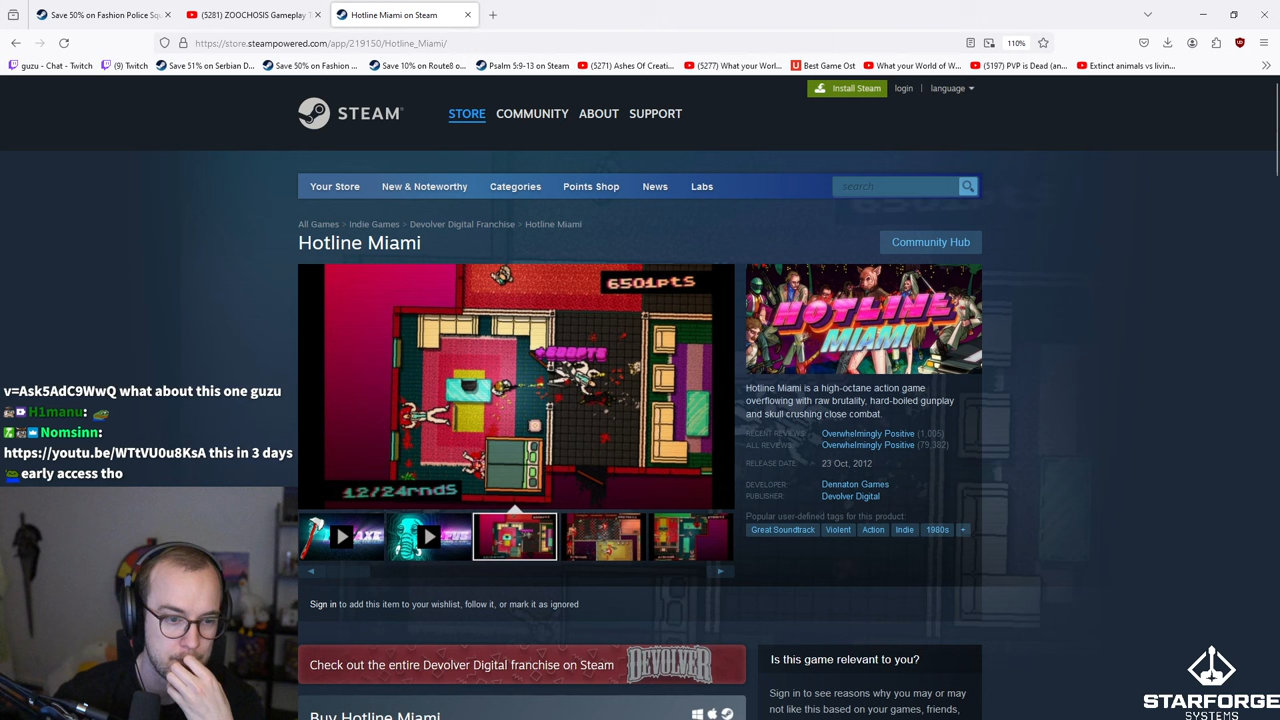 Save 50% on Fashion Police Squ
(5281) ZOOCHOSIS Gameplay T
Hotline Miami on Steam
https://store.steampowered.com/app/219150/Hotline_Miami/
110%
guzu - Chat - Twitch
(9) Twitch
Save 51% on Serbian D...
Save 50% on Fashion ...
Save 10% on Route8 o...
Psalm 5:9-13 on Steam
(5271) Ashes Of Creati...
(5277) What your Worl...
Best Game Ost
What your World of W...
(5197) PVP is Dead (an...
Extinct animals vs livin...
Install Steam
login
language
STEAM
STORE
COMMUNITY
ABOUT
SUPPORT
Your Store
New & Noteworthy
Categories
Points Shop
News
Labs
search
All Games > Indie Games > Devolver Digital Franchise > Hotline Miami
Hotline Miami
Community Hub
6501pts
12/24rnds
HOTLINE
MIAMI
Hotline Miami is a high-octane action game
overflowing with raw brutality, hard-boiled gunplay
and skull crushing close combat.
RECENT REVIEWS: Overwhelmingly Positive (1,005)
ALL REVIEWS: Overwhelmingly Positive (79,382)
RELEASE DATE: 23 Oct, 2012
DEVELOPER: Dennaton Games
PUBLISHER: Devolver Digital
Popular user-defined tags for this product:
Great Soundtrack
Violent
Action
Indie
1980s
+
v=Ask5AdC9WwQ what about this one guzu
H1manu:
Nomsinn:
https://youtu.be/VTRWdu8KsA this in 3 days
early access tho
Sign in to add this item to your wishlist, follow it, or mark it as ignored
Check out the entire Devolver Digital franchise on Steam
DEVOLVER
Is this game relevant to you?
Sign in to see reasons why you may or may
not like this based on your games, friends,
Buy Hotline Miami
STARFORGE
SYSTEMS